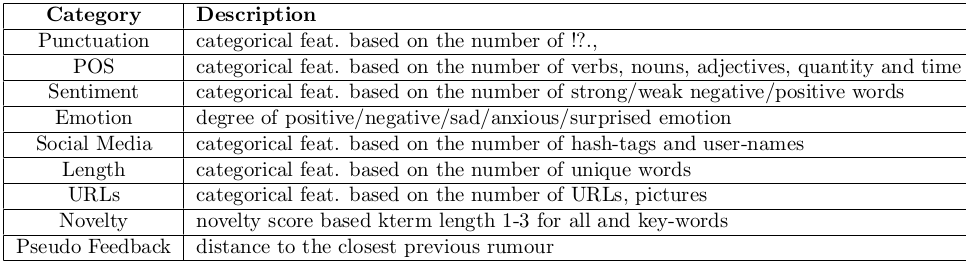 Category Description
Punctuation categorical feat. based on the number of !?.,
POS categorical feat. based on the number of verbs, nouns, adjectives, quantity and time
Sentiment categorical feat. based on the number of strong/weak negative/positive words
Emotion degree of positive/negative/sad/anxious/surprised emotion
Social Media categorical feat. based on the number of hash-tags and user-names
Length categorical feat. based on the number of unique words
URLs categorical feat. based on the number of URLs, pictures
Novelty novelty score based kterm length 1-3 for all and key-words
Pseudo Feedback distance to the closest previous rumour